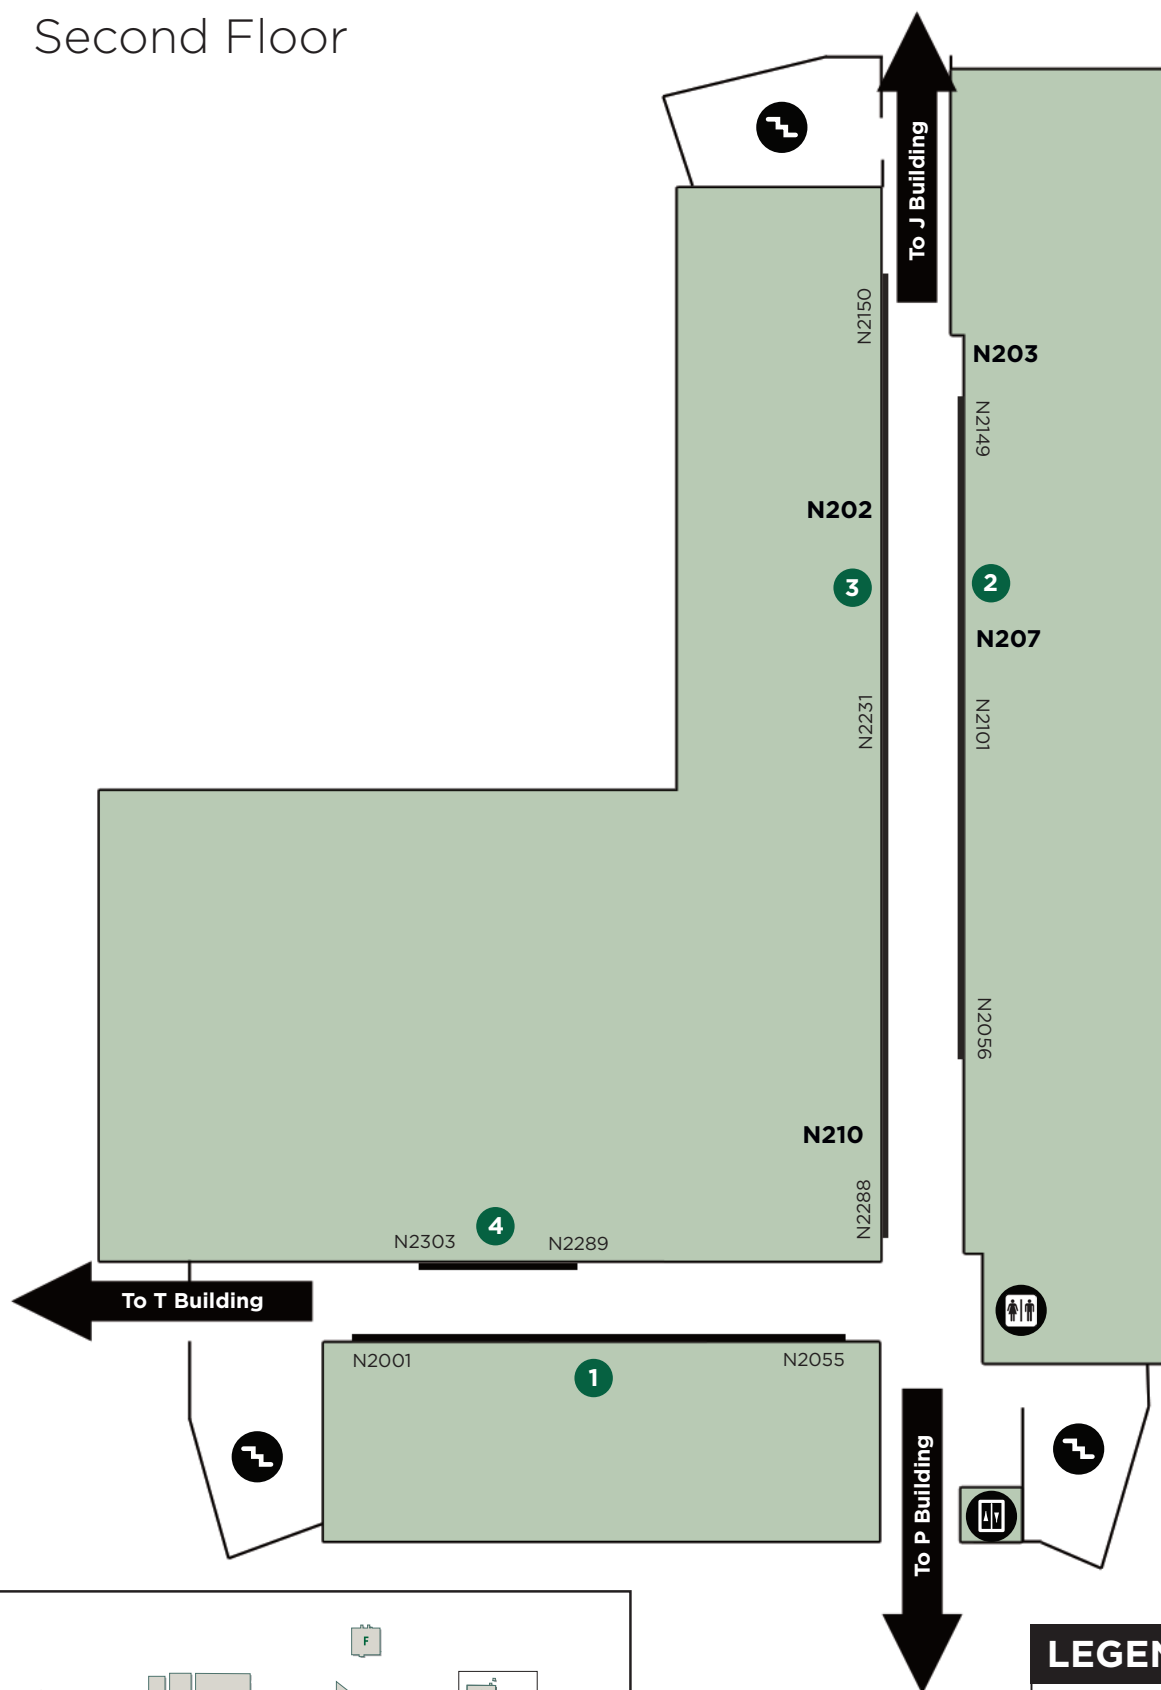 Second Floor
To J Building
N2150
N203
N2149
N202
3
2
N207
N2231
N2101
N2056
N210
N2288
4
N2303
N2289
To T Building
N2001
N2055
1
To P Building
F
LEGEN